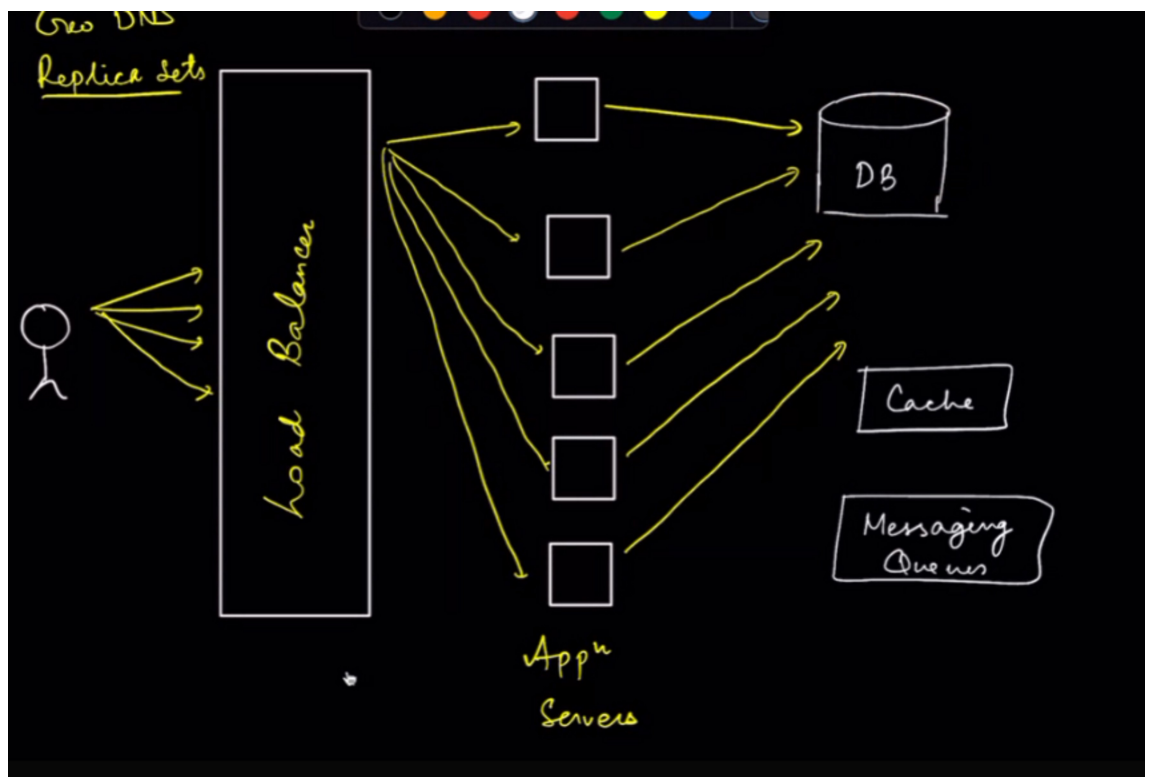 Geo DNS
Replica Sets
Load Balancer
DB
Cache
Messaging
Queues
Appⁿ
Servers